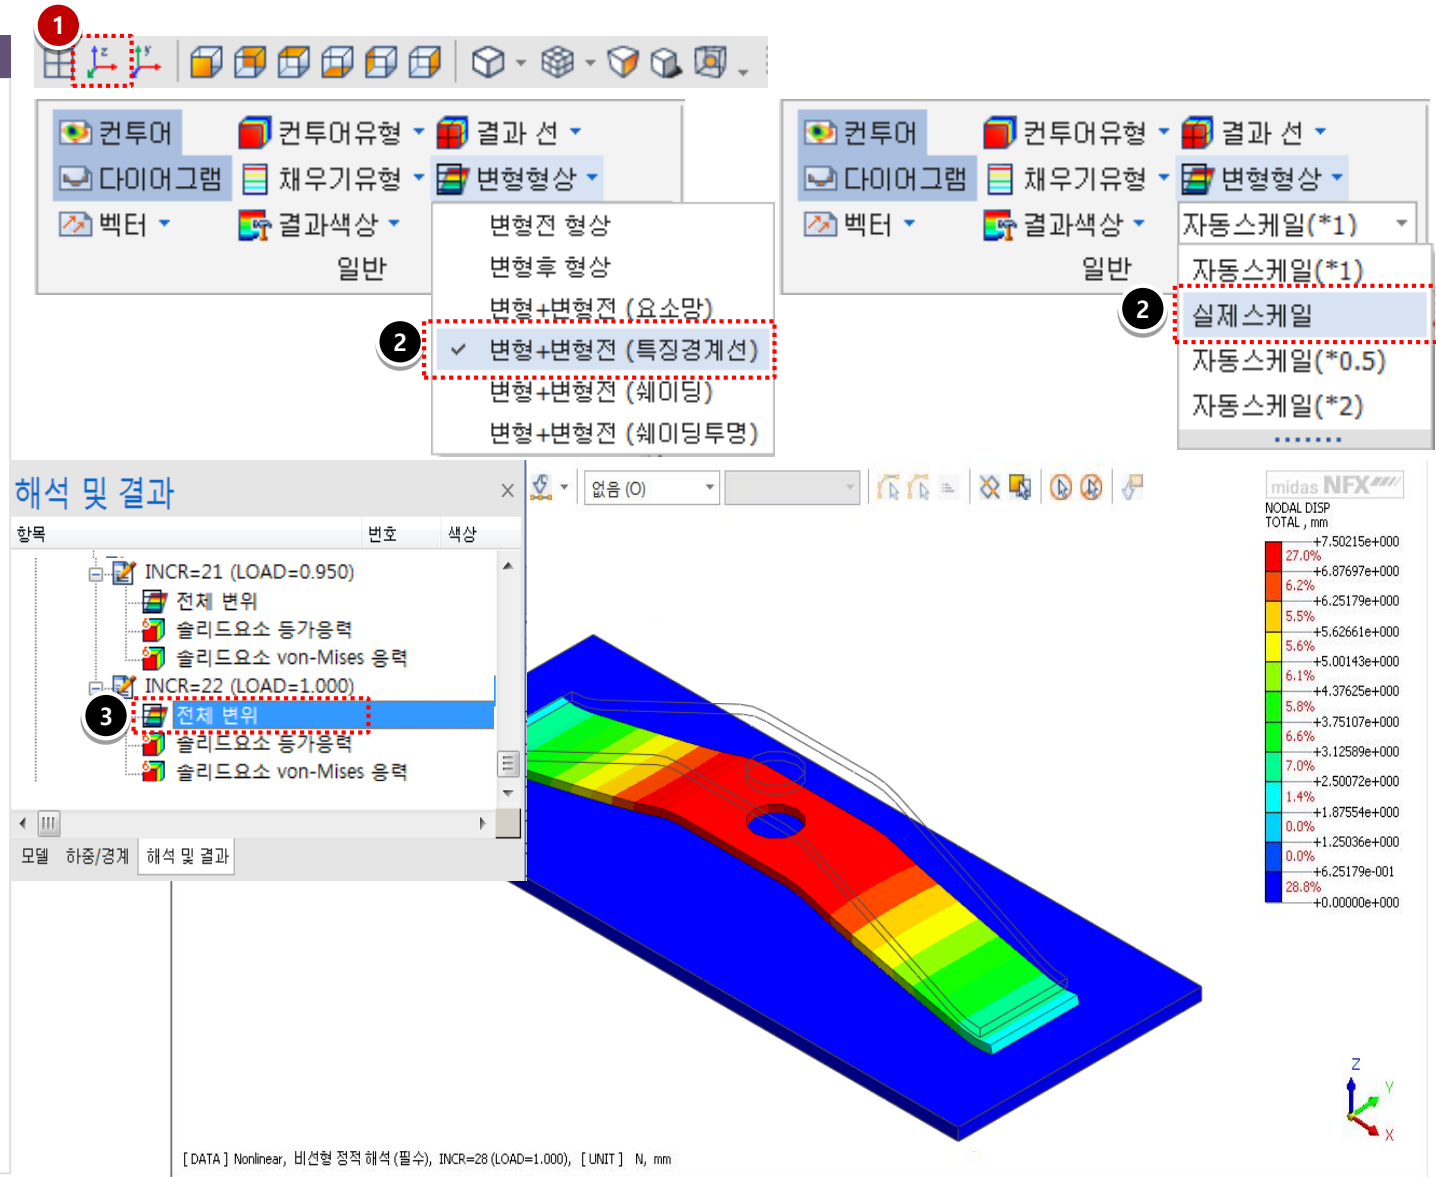 1
z
y
컨투어
컨투어유형
결과 선
다이어그램
채우기유형
변형형상
벡터
결과색상
일반
변형전 형상
변형후 형상
변형+변형전 (요소망)
2
변형+변형전 (특징경계선)
변형+변형전 (쉐이딩)
변형+변형전 (쉐이딩투명)
컨투어
컨투어유형
결과 선
다이어그램
채우기유형
변형형상
벡터
결과색상
자동스케일(*1)
일반
자동스케일(*1)
2
실제스케일
자동스케일(*0.5)
자동스케일(*2)
해석 및 결과
항목
번호
색상
INCR=21 (LOAD=0.950)
전체 변위
솔리드요소 등가응력
솔리드요소 von-Mises 응력
INCR=22 (LOAD=1.000)
3
전체 변위
솔리드요소 등가응력
솔리드요소 von-Mises 응력
모델
하중/경계
해석 및 결과
없음 (O)
midas NFX
NODAL DISP
TOTAL , mm
+7.50215e+000
27.0%
+6.87697e+000
6.2%
+6.25179e+000
5.5%
+5.62661e+000
5.6%
+5.00143e+000
6.1%
+4.37625e+000
5.8%
+3.75107e+000
6.6%
+3.12589e+000
7.0%
+2.50072e+000
1.4%
+1.87554e+000
0.0%
+1.25036e+000
0.0%
+6.25179e-001
28.8%
+0.00000e+000
Z
Y
X
[ DATA ] Nonlinear, 비선형 정적 해석 (필수), INCR=28 (LOAD=1.000), [ UNIT ] N, mm